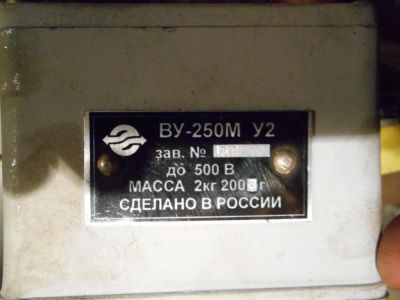 ВУ-250М У2
зав. №
до 500 В
МАССА 2кг 200 г
СДЕЛАНО В РОССИИ